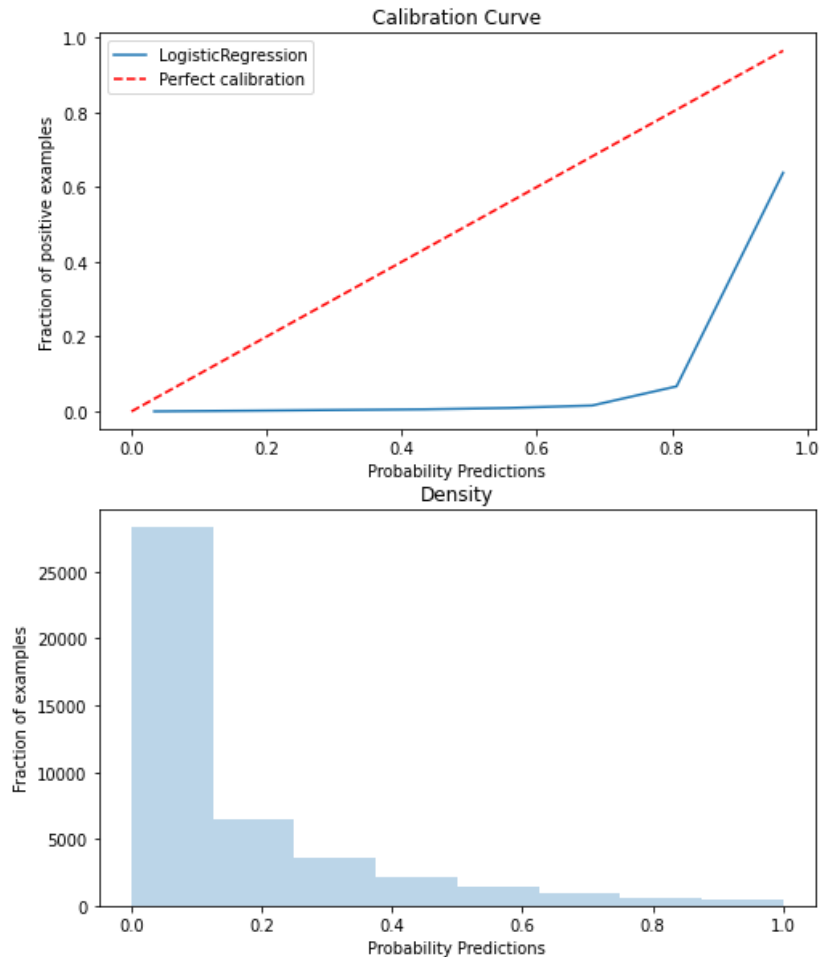 Calibration Curve
LogisticRegression
Perfect calibration
1.0
0.8
0.6
0.4
0.2
0.0
Fraction of positive examples
0.0 0.2 0.4 0.6 0.8 1.0
Probability Predictions
Density
25000
20000
15000
10000
5000
0
Fraction of examples
0.0 0.2 0.4 0.6 0.8 1.0
Probability Predictions